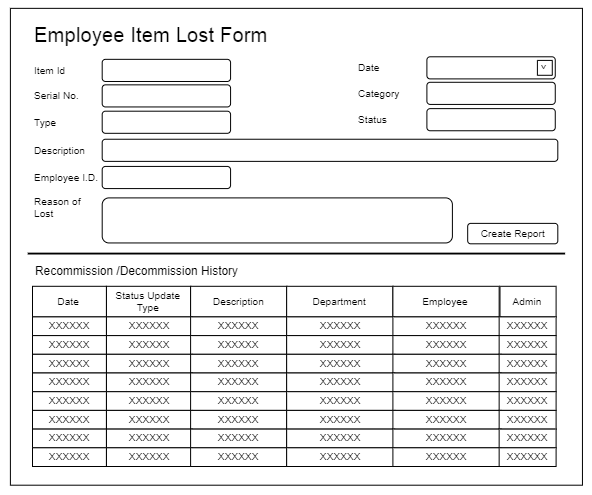 Employee Item Lost Form
Item Id
Date
v
Serial No.
Category
Type
Status
Description
Employee I.D.
Reason of
Lost
Create Report
Recommission /Decommission History
Date Status Update Type Description Department Employee Admin
XXXXXX XXXXXX XXXXXX XXXXXX XXXXXX XXXXXX
XXXXXX XXXXXX XXXXXX XXXXXX XXXXXX XXXXXX
XXXXXX XXXXXX XXXXXX XXXXXX XXXXXX XXXXXX
XXXXXX XXXXXX XXXXXX XXXXXX XXXXXX XXXXXX
XXXXXX XXXXXX XXXXXX XXXXXX XXXXXX XXXXXX
XXXXXX XXXXXX XXXXXX XXXXXX XXXXXX XXXXXX
XXXXXX XXXXXX XXXXXX XXXXXX XXXXXX XXXXXX
XXXXXX XXXXXX XXXXXX XXXXXX XXXXXX XXXXXX